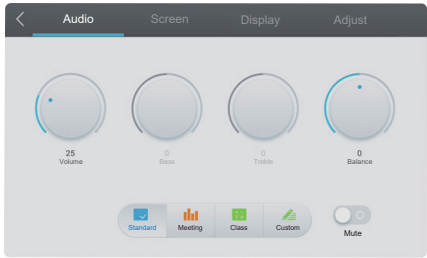 Audio Screen Display Adjust
25 0 0 0
Volume Bass Treble Balance
Standard Meeting Class Custom Mute